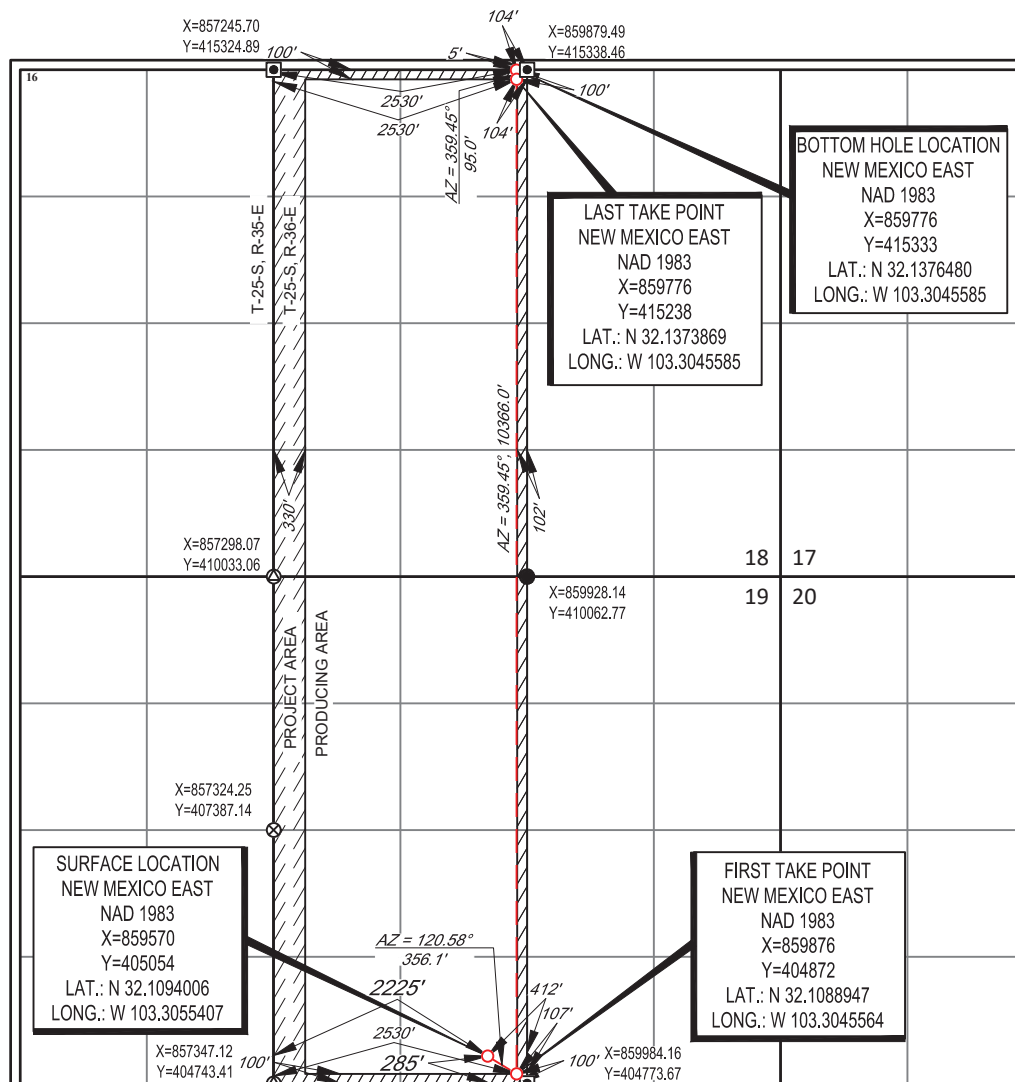 104'
X=857245.70
Y=415324.89
X=859879.49
Y=415338.46
100'
5'
16
2530'
2530'
104'
100'
AZ = 359.45°
95.0'
BOTTOM HOLE LOCATION
NEW MEXICO EAST
NAD 1983
X=859776
Y=415333
LAT.: N 32.1376480
LONG.: W 103.3045585
LAST TAKE POINT
NEW MEXICO EAST
NAD 1983
X=859776
Y=415238
LAT.: N 32.1373869
LONG.: W 103.3045585
T-25-S, R-35-E
T-25-S, R-36-E
330'
AZ = 359.45°, 10366.0'
102'
X=857298.07
Y=410033.06
18 17
19 20
X=859928.14
Y=410062.77
PROJECT AREA
PRODUCING AREA
X=857324.25
Y=407387.14
SURFACE LOCATION
NEW MEXICO EAST
NAD 1983
X=859570
Y=405054
LAT.: N 32.1094006
LONG.: W 103.3055407
FIRST TAKE POINT
NEW MEXICO EAST
NAD 1983
X=859876
Y=404872
LAT.: N 32.1088947
LONG.: W 103.3045564
AZ = 120.58°
356.1'
2225'
412'
107'
2530'
285'
100'
100'
X=857347.12
Y=404743.41
X=859984.16
Y=404773.67